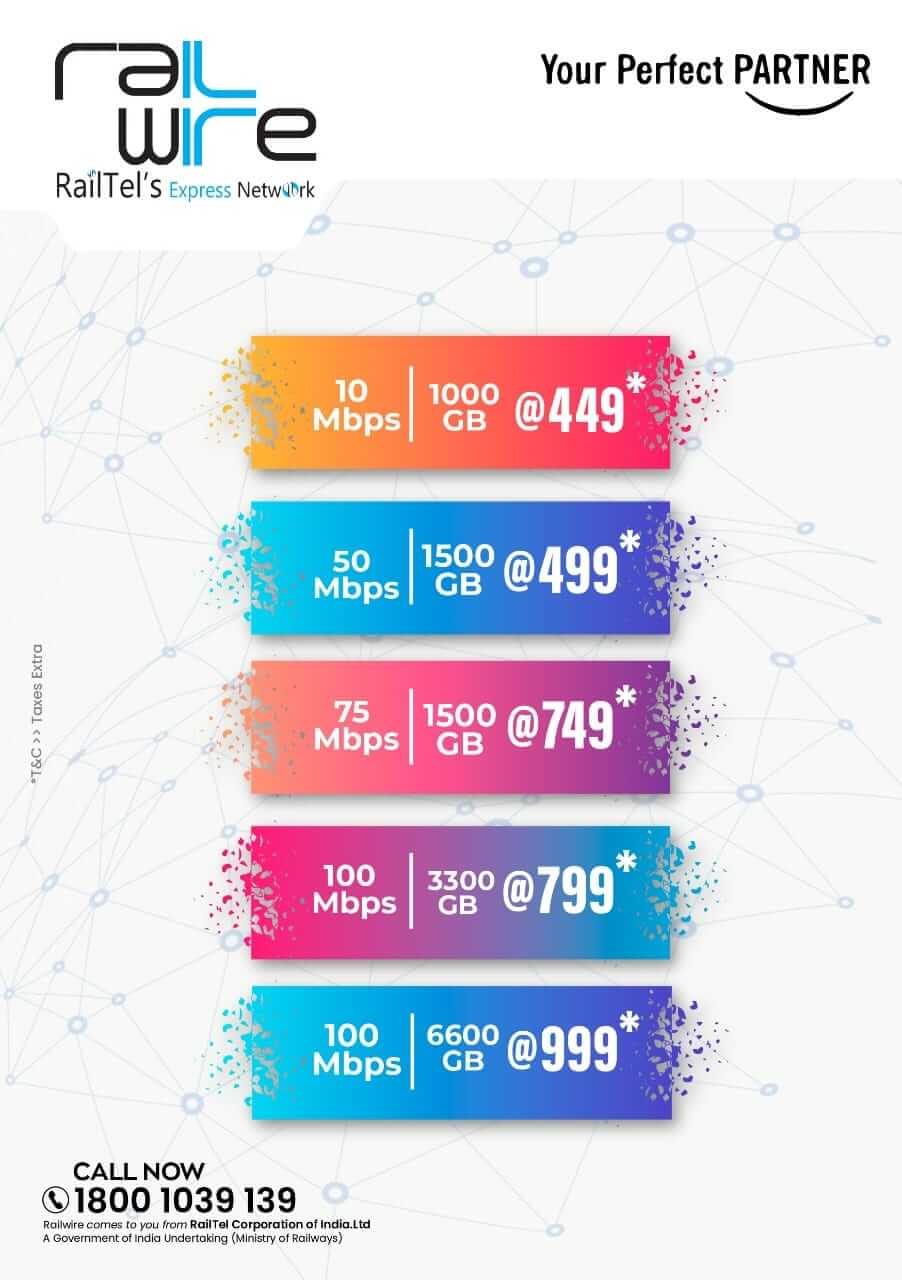 raIL
wIre
RailTel's Express Network
Your Perfect PARTNER
10
Mbps
1000
GB
@449*
50
Mbps
1500
GB
@499*
75
Mbps
1500
GB
@749*
100
Mbps
3300
GB
@799*
100
Mbps
6600
GB
@999*
*T&C >> Taxes Extra
CALL NOW
1800 1039 139
Railwire comes to you from RailTel Corporation of India.Ltd
A Government of India Undertaking (Ministry of Railways)